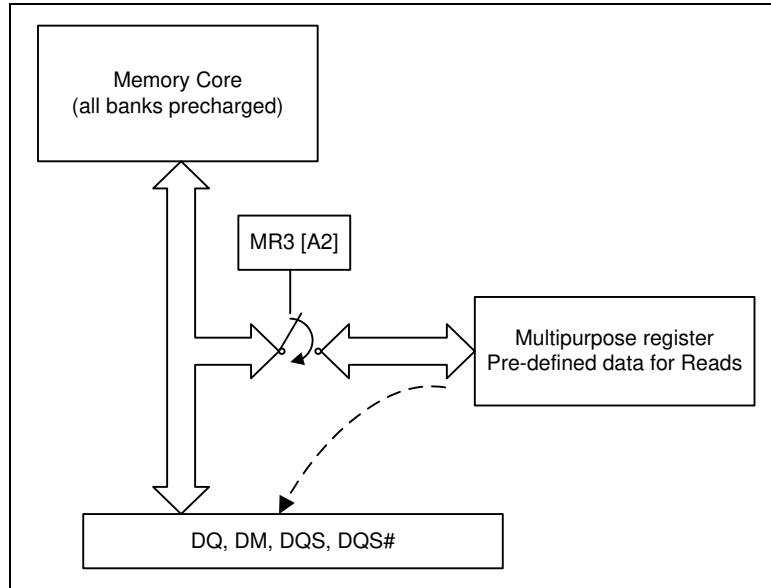 Memory Core
(all banks precharged)
MR3 [A2]
Multipurpose register
Pre-defined data for Reads
DQ, DM, DQS, DQS#